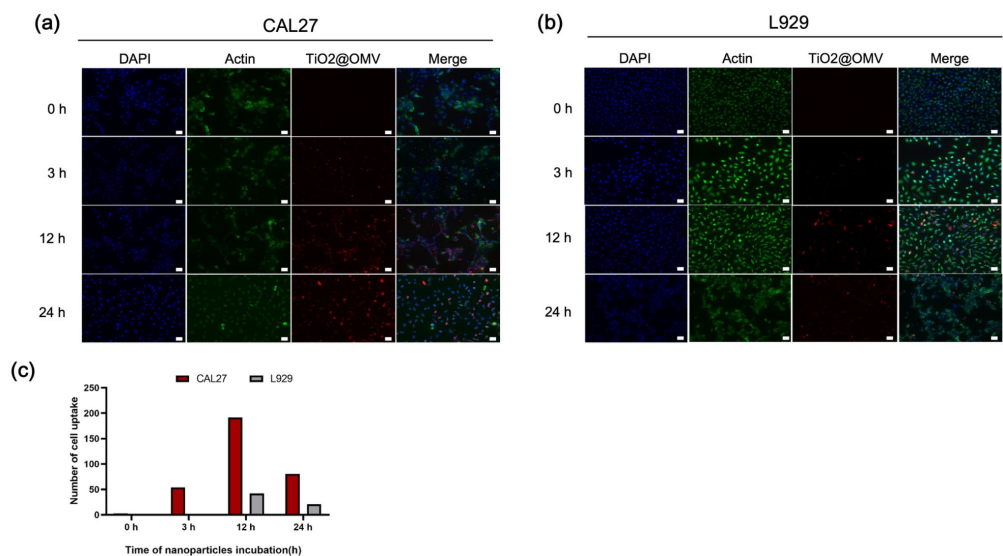 (a)
CAL27
DAPI Actin TiO2@OMV Merge
0 h
3 h
12 h
24 h
(b)
L929
DAPI Actin TiO2@OMV Merge
0 h
3 h
12 h
24 h
(c)
CAL27 L929
Number of cell uptake
250
200
150
100
50
0
0 h 3 h 12 h 24 h
Time of nanoparticles incubation(h)